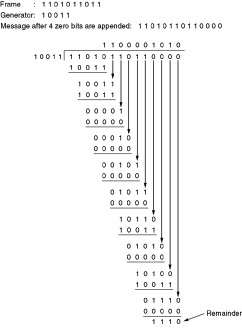 Frame : 1 1 0 1 0 1 1 0 1 1
Generator: 1 0 0 1 1
Message after 4 zero bits are appended: 1 1 0 1 0 1 1 0 1 1 0 0 0 0
1 1 0 0 0 0 1 0 1 0
1 0 0 1 1 1 1 0 1 0 1 1 0 1 1 0 0 0 0
1 0 0 1 1
1 0 0 1 1
1 0 0 1 1
0 0 0 0 1
0 0 0 0 0
0 0 0 1 0
0 0 0 0 0
0 0 1 0 1
0 0 0 0 0
0 1 0 1 1
0 0 0 0 0
1 0 1 1 0
1 0 0 1 1
0 1 0 1 0
0 0 0 0 0
1 0 1 0 0
1 0 0 1 1
0 1 1 1 0
0 0 0 0 0
1 1 1 0 Remainder